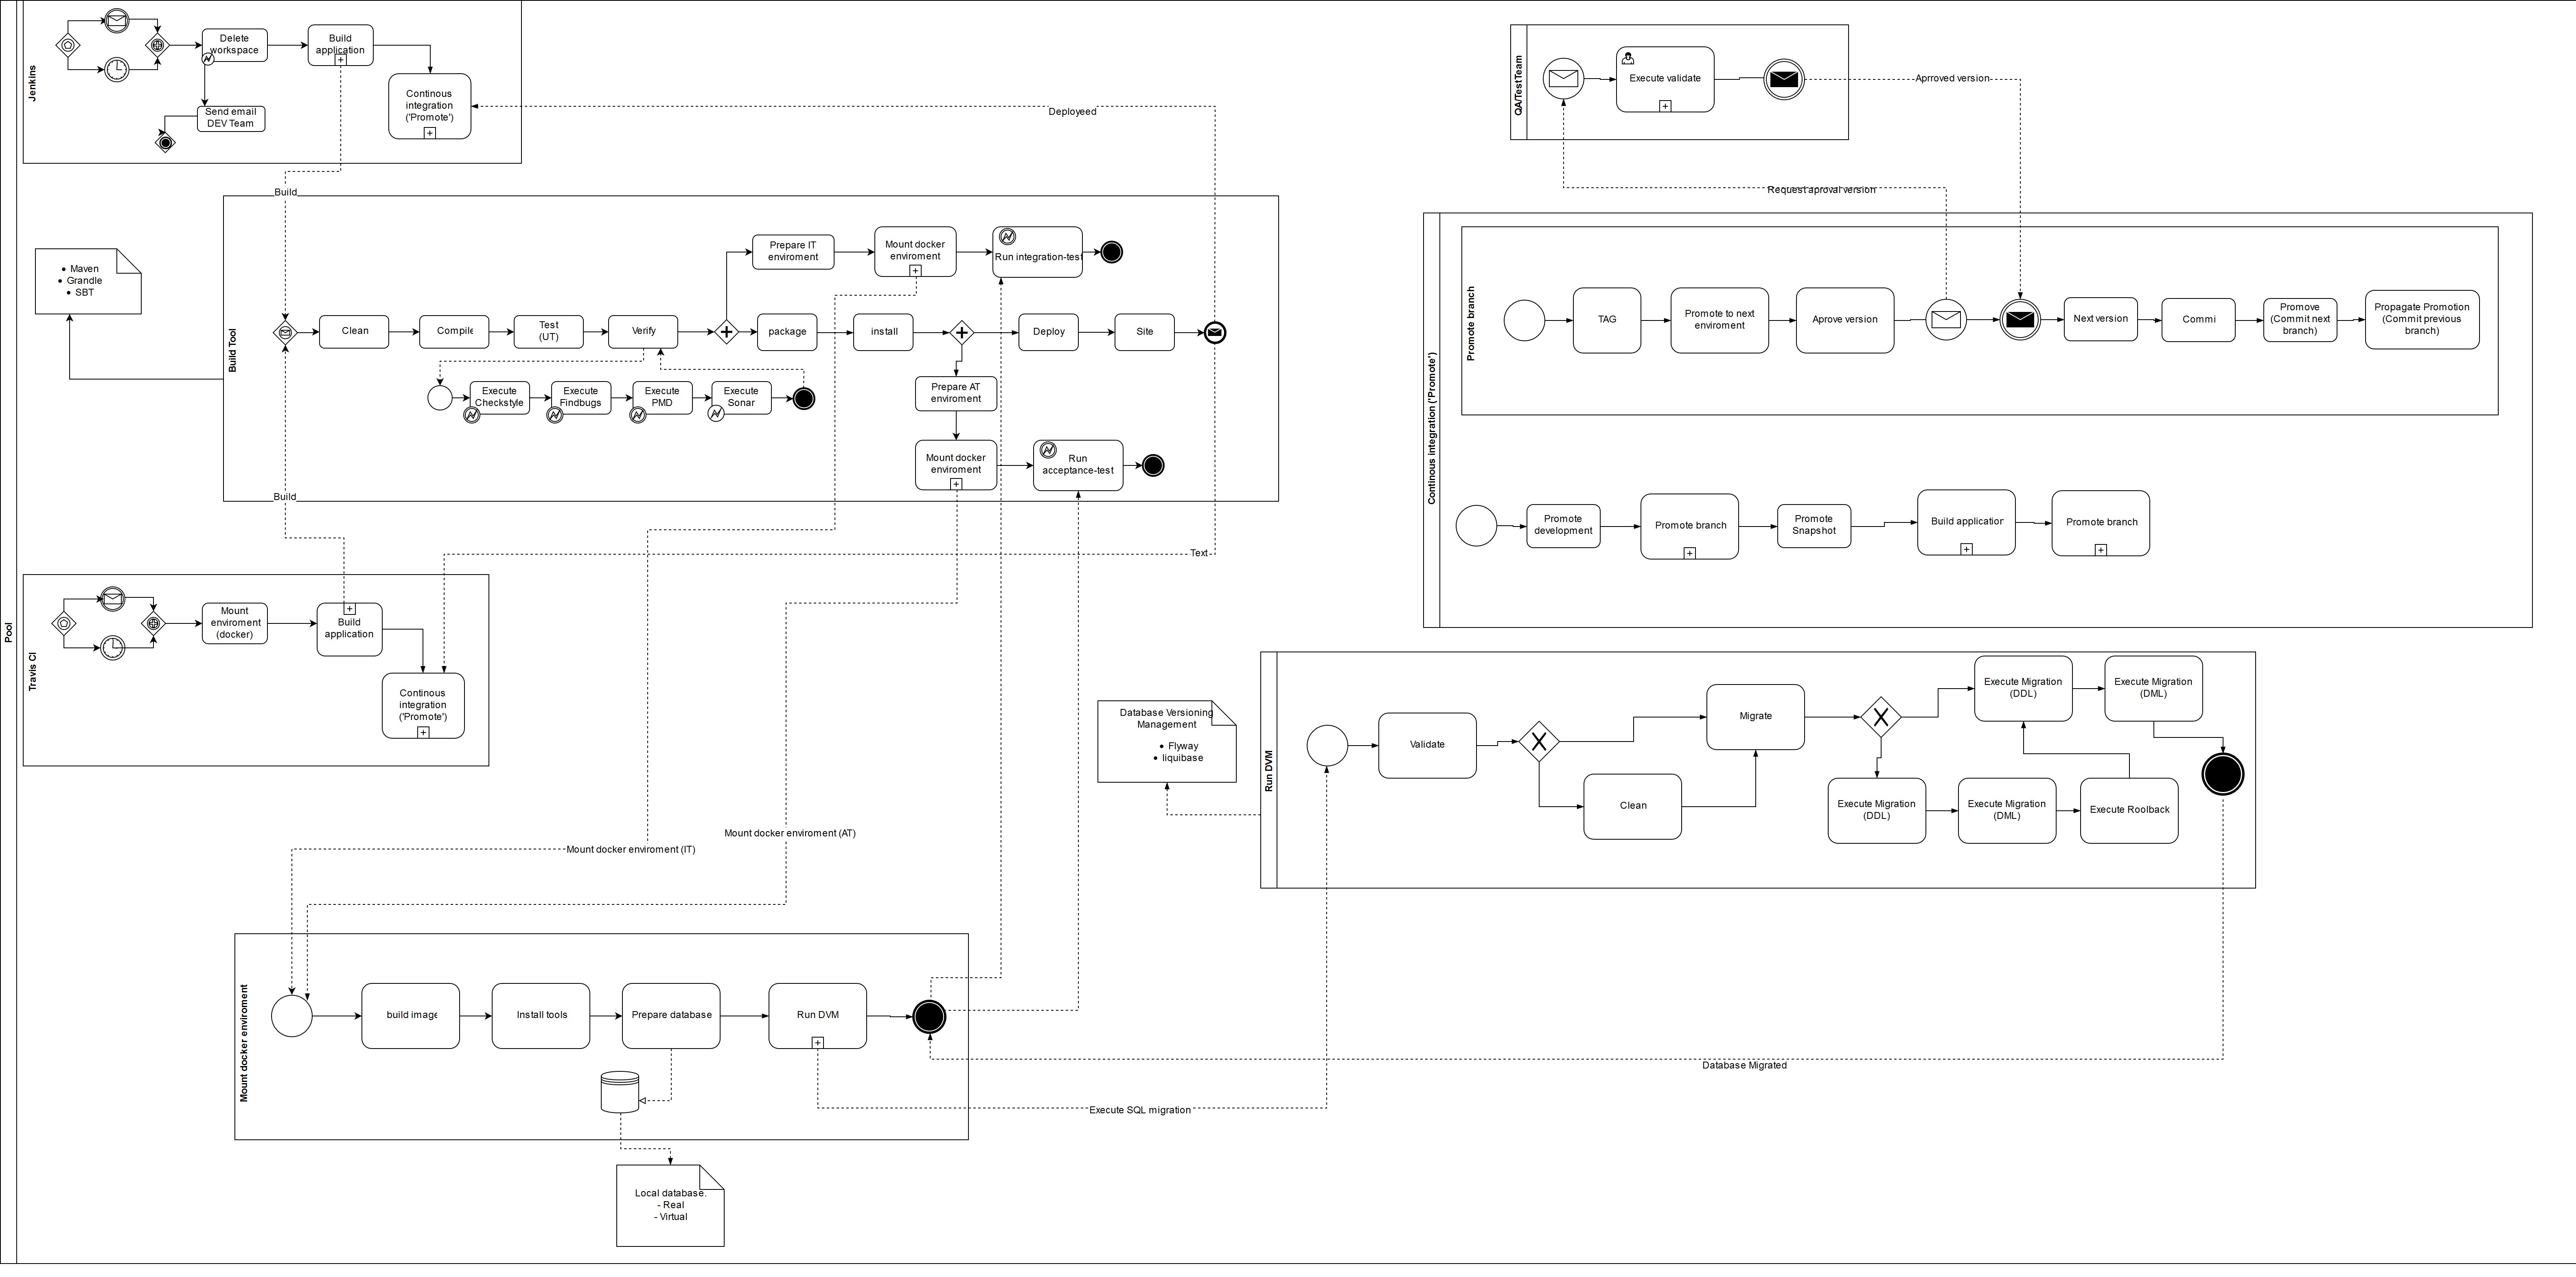 Pool
Jenkins
Delete
workspace
Build
application
Send email
DEV Team
Continous
integration
('Promote')
Deployeed
Build
QA/TestTeam
Execute validate
Aprroved version
Request aproval version
Maven
Grandle
SBT
Build Tool
Clean
Compile
Test
(UT)
Verify
Prepare IT
enviroment
Mount docker
enviroment
Run integration-test
package
install
Deploy
Site
Execute
Checkstyle
Execute
Findbugs
Execute
PMD
Execute
Sonar
Prepare AT
enviroment
Mount docker
enviroment
Run
acceptance-test
Build
Text
Continous integration ('Promote')
Promote branch
TAG
Promote to next
enviroment
Aprove version
Next version
Commi
Promove
(Commit next
branch)
Propagate Promotion
(Commit previous
branch)
Promote
development
Promote branch
Promote
Snapshot
Build application
Promote branch
Travis CI
Mount
enviroment
(docker)
Build
application
Continous
integration
('Promote')
Database Versioning
Management
Flyway
liquibase
Run DVM
Validate
Clean
Migrate
Execute Migration
(DDL)
Execute Migration
(DML)
Execute Migration
(DDL)
Execute Migration
(DML)
Execute Roolback
Mount docker enviroment (AT)
Mount docker enviroment (IT)
Mount docker enviroment
build image
Install tools
Prepare database
Run DVM
Database Migrated
Execute SQL migration
Local database.
- Real
- Virtual